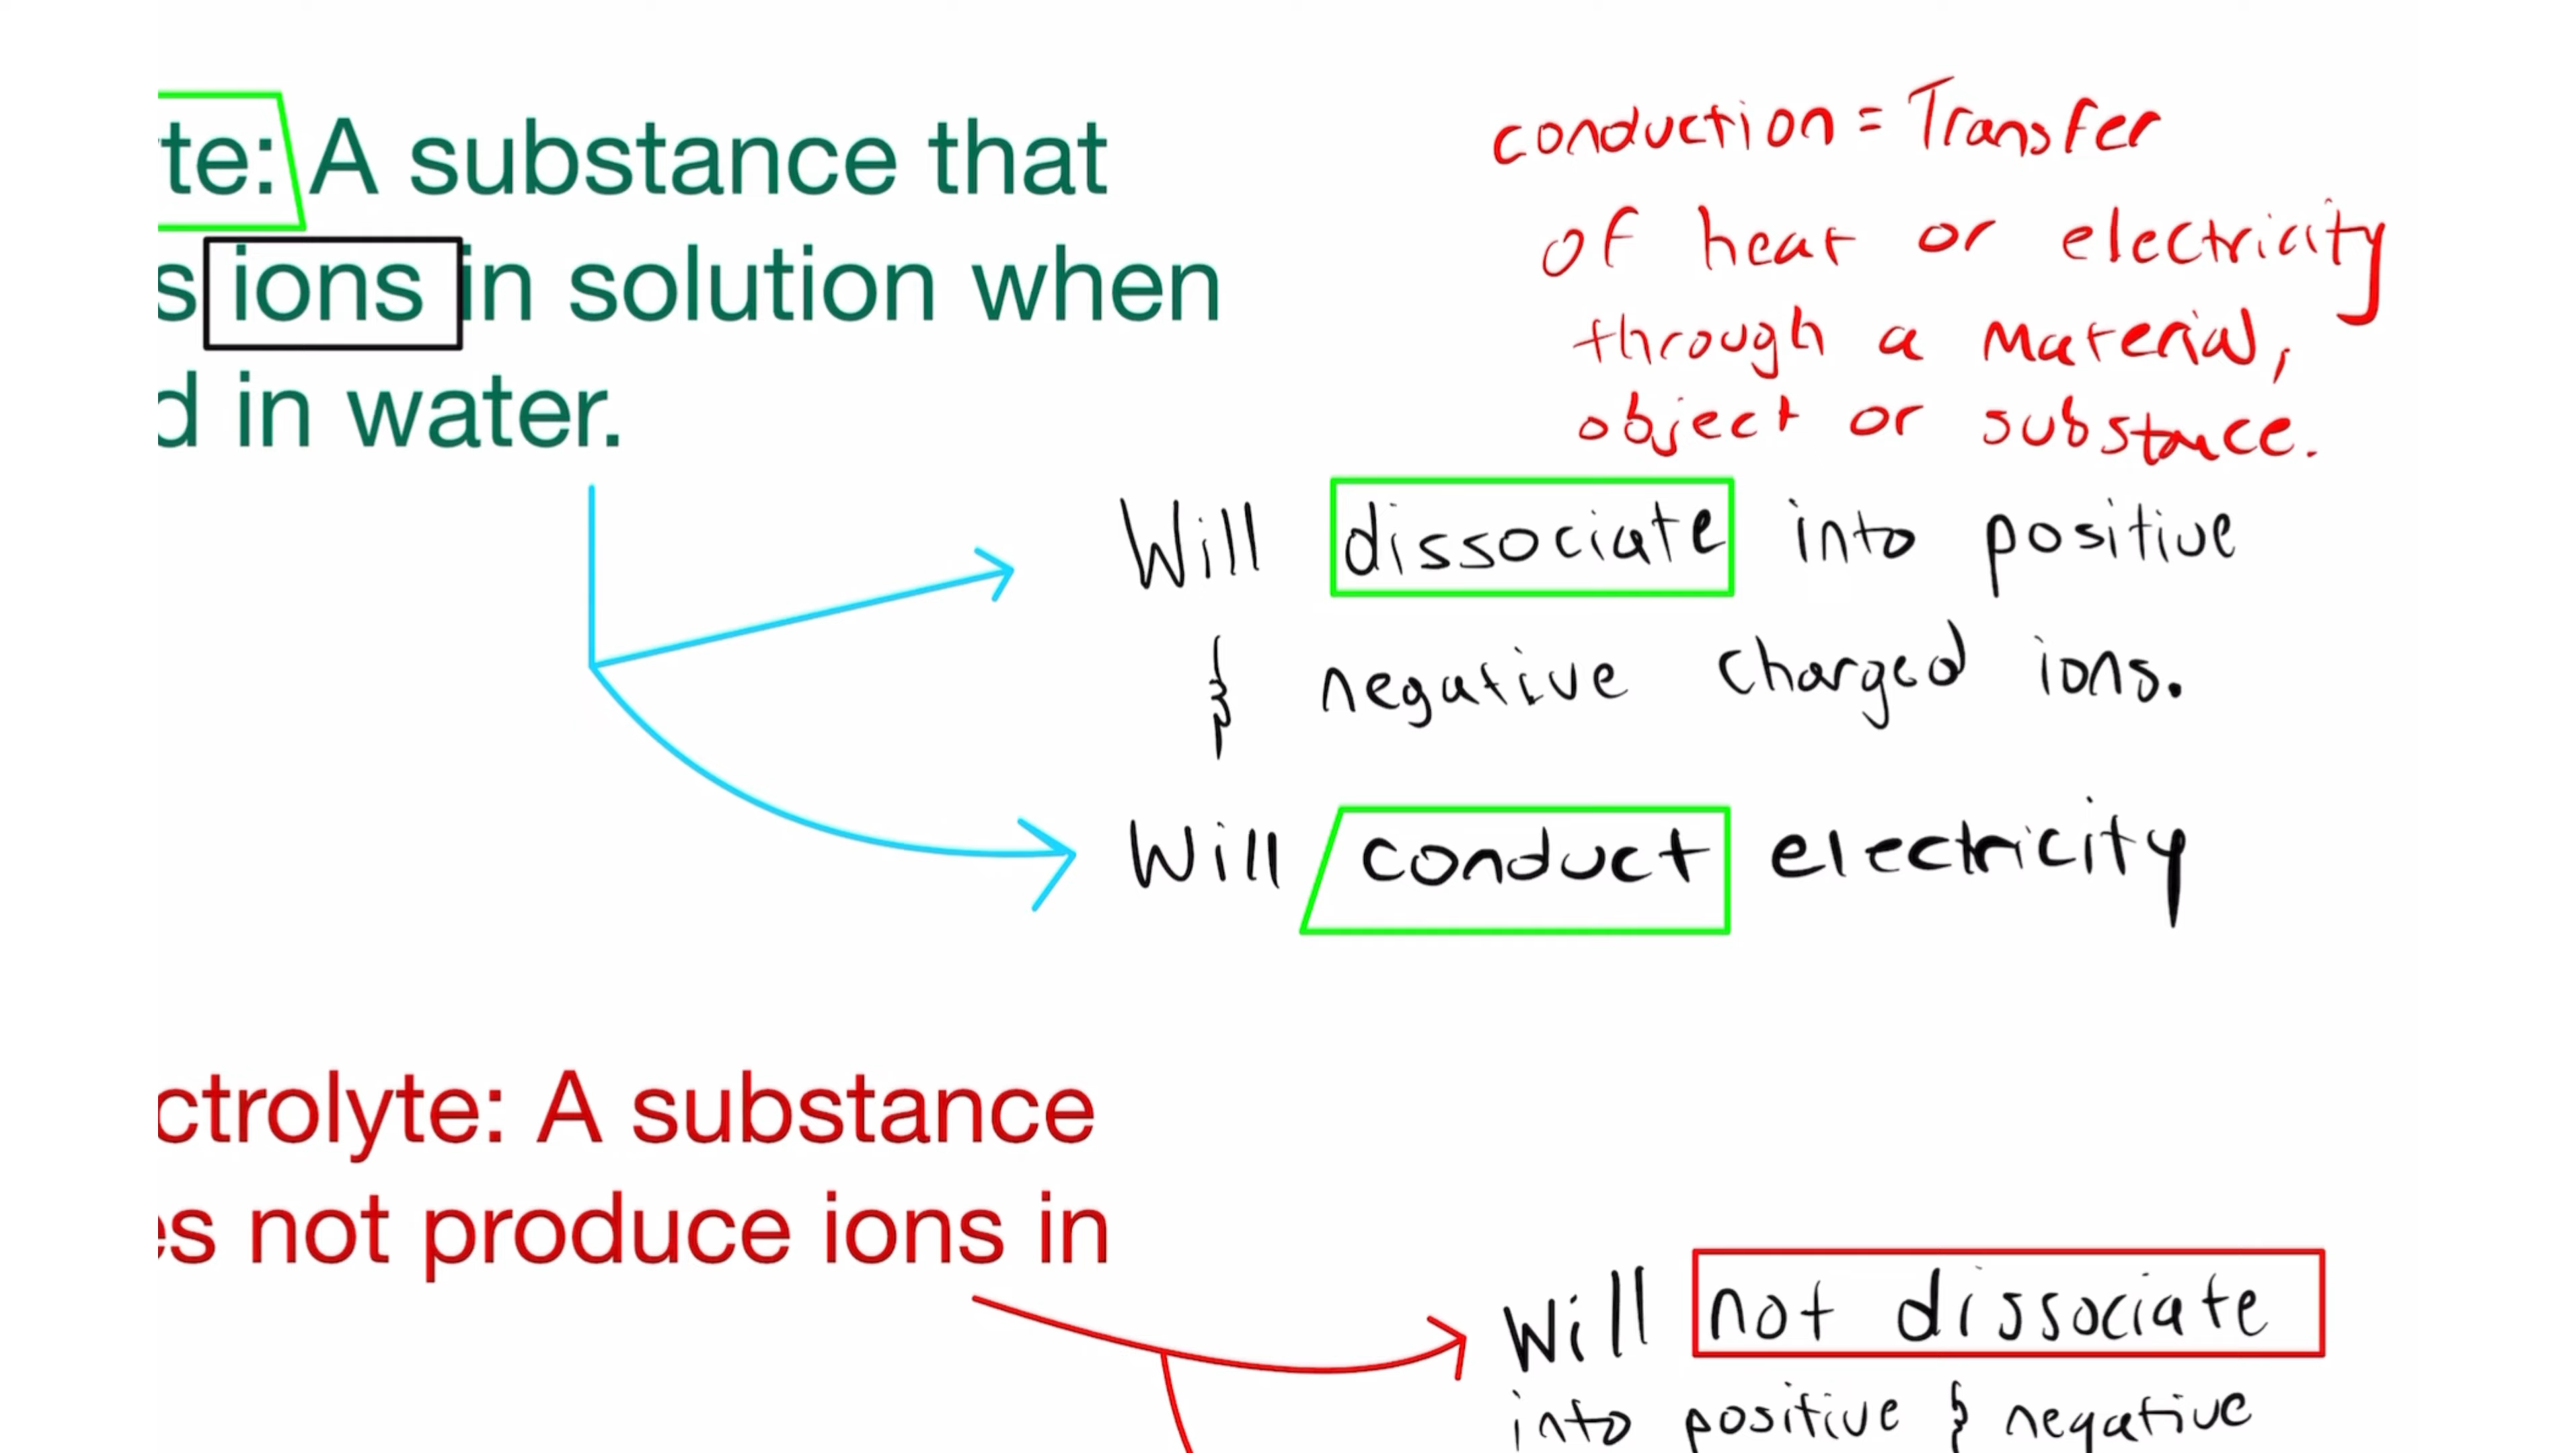 te: A substance that
s ions in solution when
d in water.
conduction = Transfer
of heat or electricity
through a material,
object or substance.
Will dissociate into positive
& negative charged ions.
Will conduct electricity
ctrolyte: A substance
es not produce ions in
Will not dissociate
into positive & negative